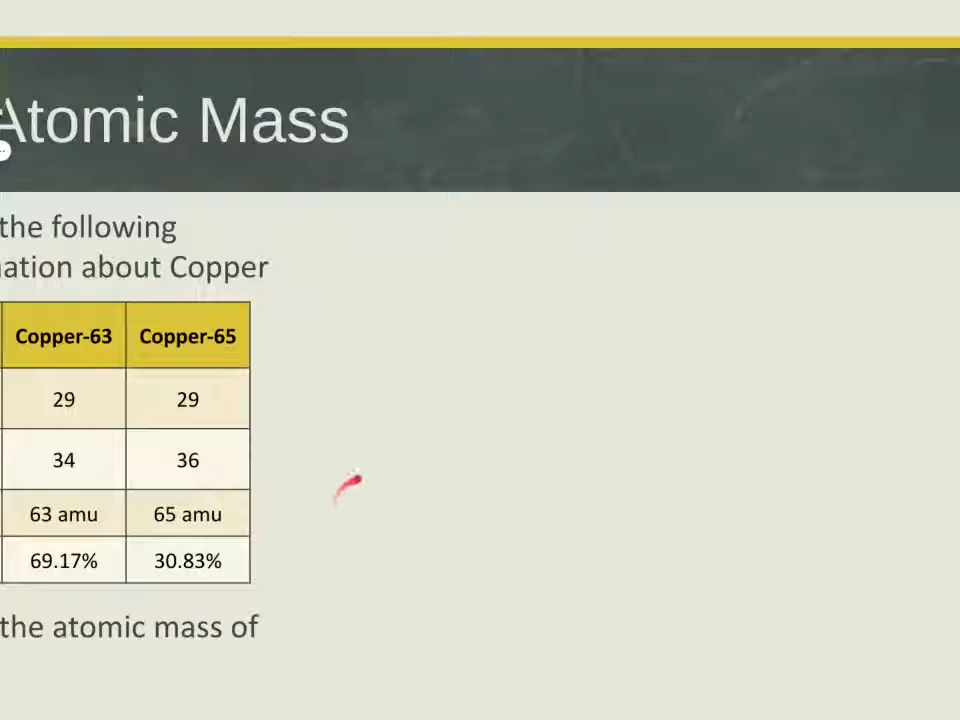 Atomic Mass
the following
ation about Copper
Copper-63 Copper-65
29 29
34 36
63 amu 65 amu
69.17% 30.83%
the atomic mass of